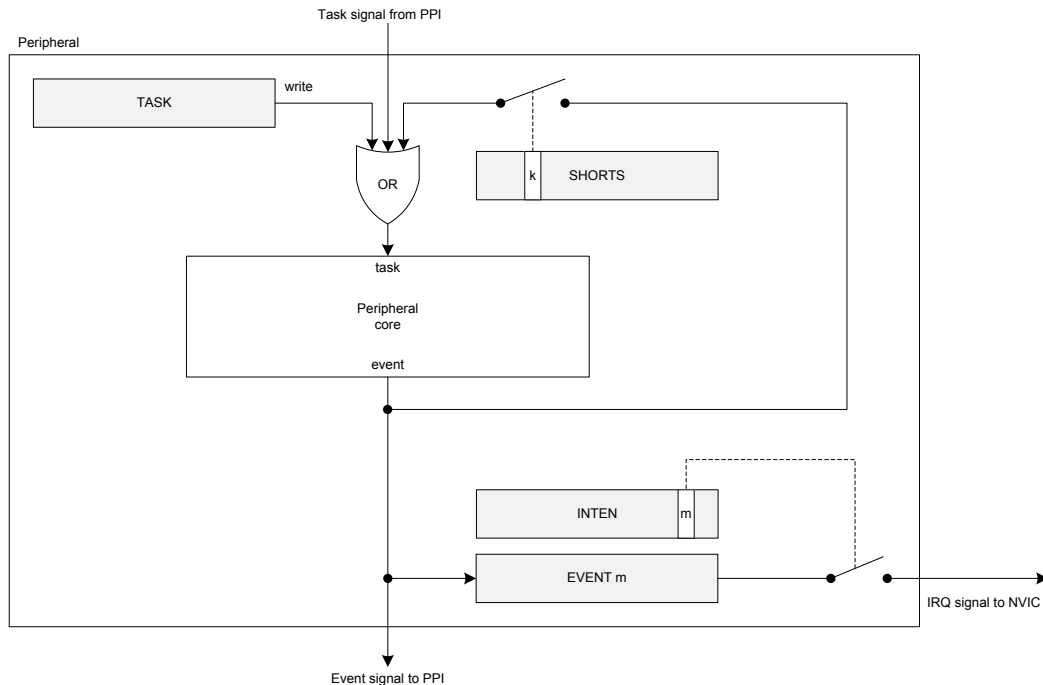 Task signal from PPI
Peripheral
write
TASK
OR
k
SHORTS
task
Peripheral
core
event
INTEN
m
EVENT m
IRQ signal to NVIC
Event signal to PPI